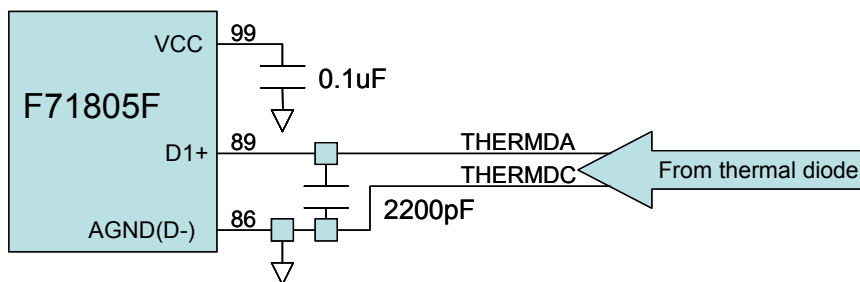 99
VCC
0.1uF
F71805F
89
THERMDA
D1+
From thermal diode
THERMDC
2200pF
86
AGND(D-)